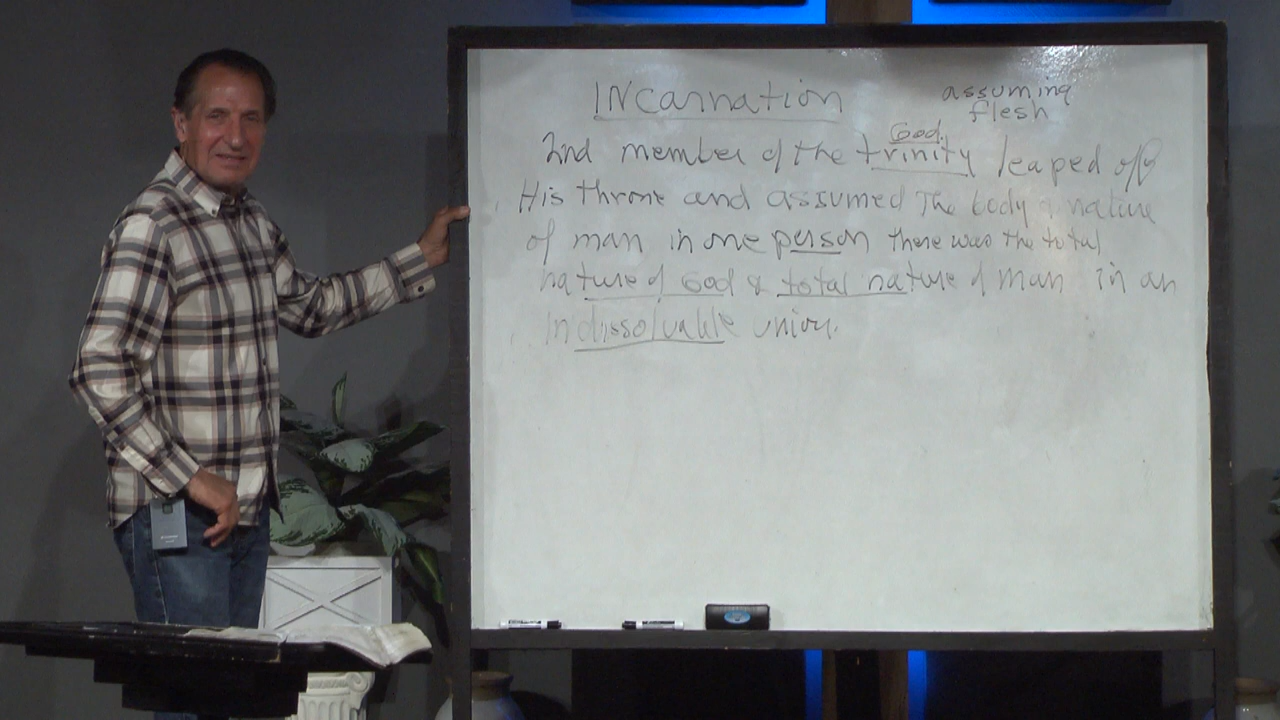 INcarnation
assuming
flesh
God.
2nd member of the trinity leaped off
His throne and assumed The body & nature
of man in one person there was the total
nature of God & total nature of man in an
indissolvable union.